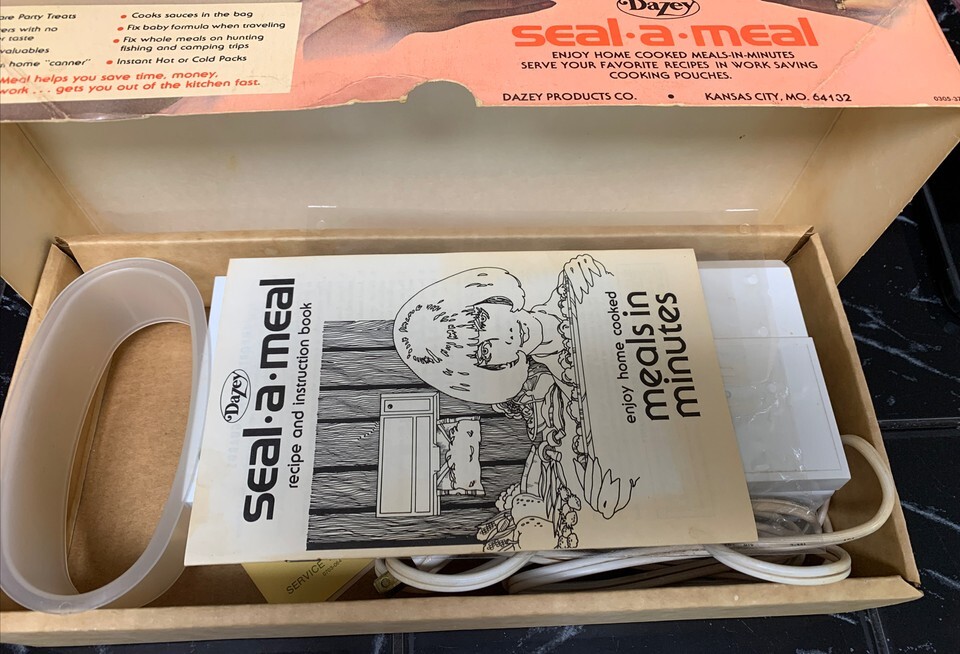 are Party Treats
ers with no
r taste
valuables
home "canner"
• Cooks sauces in the bag
• Fix baby formula when traveling
• Fix whole meals on hunting
fishing and camping trips
• Instant Hot or Cold Packs
Meal helps you save time, money,
work . . . gets you out of the kitchen fast.
Dazey
seal•a•meal
ENJOY HOME COOKED MEALS-IN-MINUTES
SERVE YOUR FAVORITE RECIPES IN WORK SAVING
COOKING POUCHES.
DAZEY PRODUCTS CO. • KANSAS CITY, MO. 64132
0305-37
Dazey
seal•a•meal
recipe and instruction book
enjoy home cooked
meals in
minutes
SERVICE